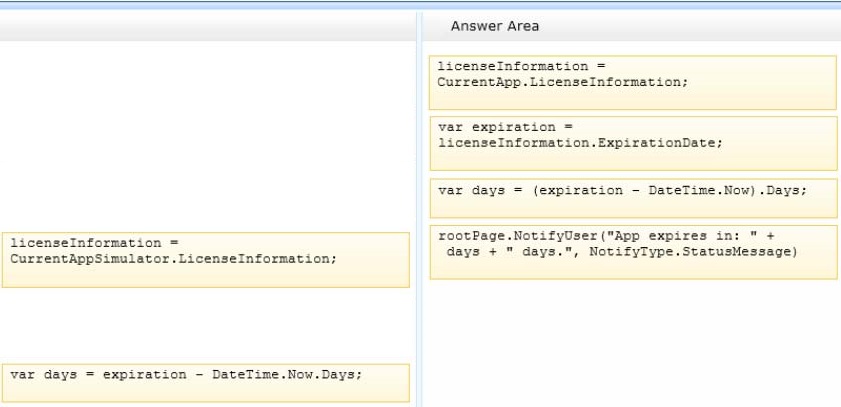 Answer Area
licenseInformation =
CurrentApp.LicenseInformation;
var expiration =
licenseInformation.ExpirationDate;
var days = (expiration - DateTime.Now).Days;
rootPage.NotifyUser("App expires in: " +
days + " days.", NotifyType.StatusMessage)
licenseInformation =
CurrentAppSimulator.LicenseInformation;
var days = expiration - DateTime.Now.Days;